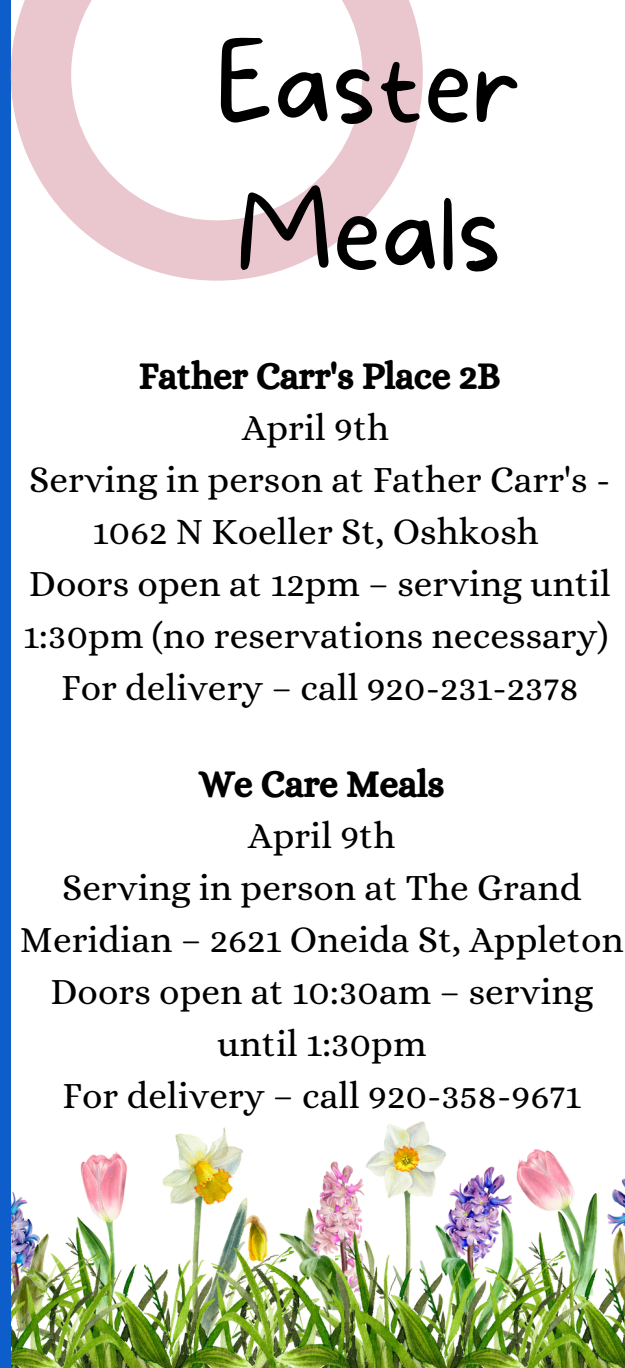 Easter
Meals
Father Carr's Place 2B
April 9th
Serving in person at Father Carr's -
1062 N Koeller St, Oshkosh
Doors open at 12pm – serving until
1:30pm (no reservations necessary)
For delivery – call 920-231-2378
We Care Meals
April 9th
Serving in person at The Grand
Meridian – 2621 Oneida St, Appleton
Doors open at 10:30am – serving
until 1:30pm
For delivery – call 920-358-9671